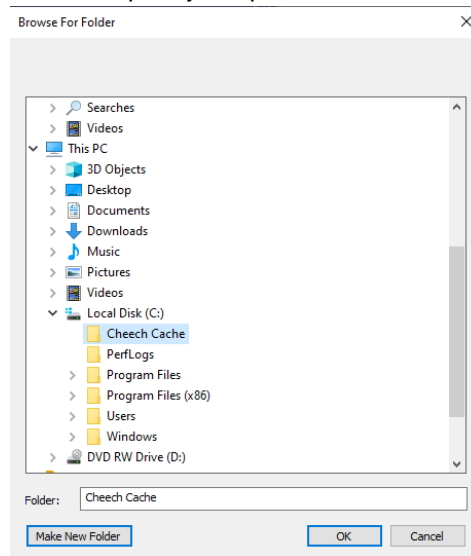 Browse For Folder
Searches
Videos
This PC
3D Objects
Desktop
Documents
Downloads
Music
Pictures
Videos
Local Disk (C:)
Cheech Cache
PerfLogs
Program Files
Program Files (x86)
Users
Windows
DVD RW Drive (D:)
Folder: Cheech Cache
Make New Folder OK Cancel